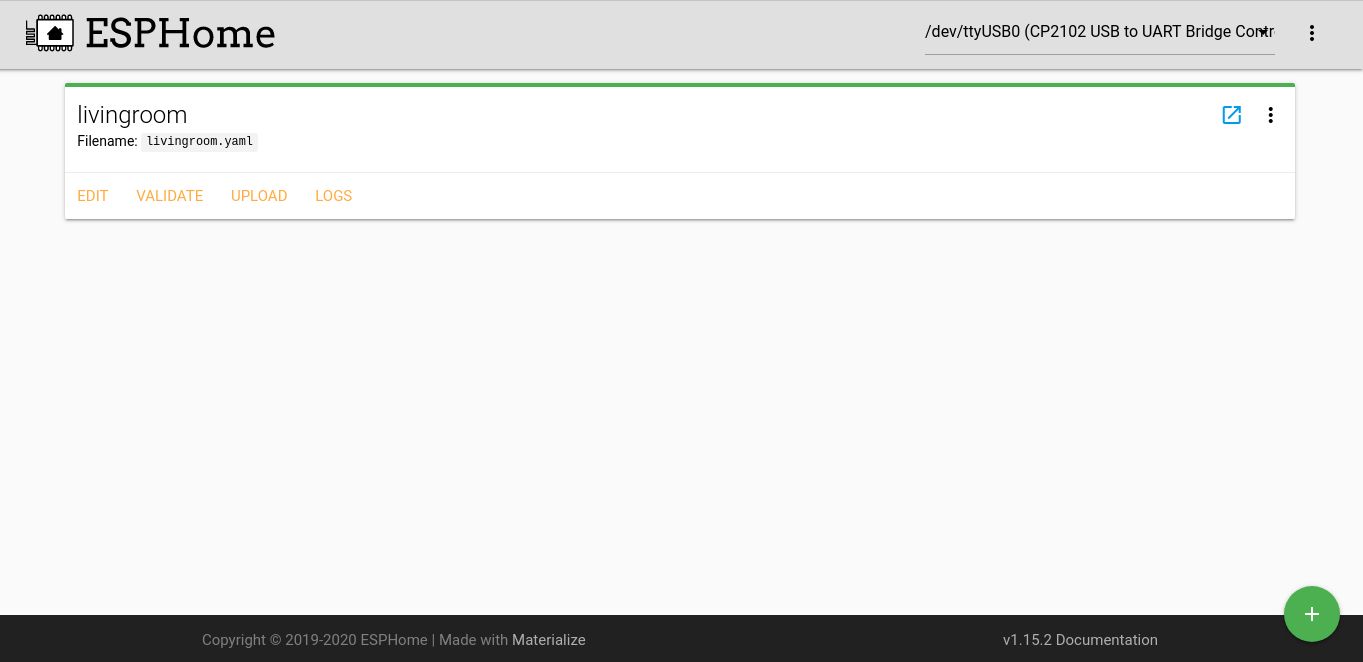 ESPHome
/dev/ttyUSB0 (CP2102 USB to UART Bridge Contr
livingroom
Filename: livingroom.yaml
EDIT VALIDATE UPLOAD LOGS
Copyright © 2019-2020 ESPHome | Made with Materialize
v1.15.2 Documentation